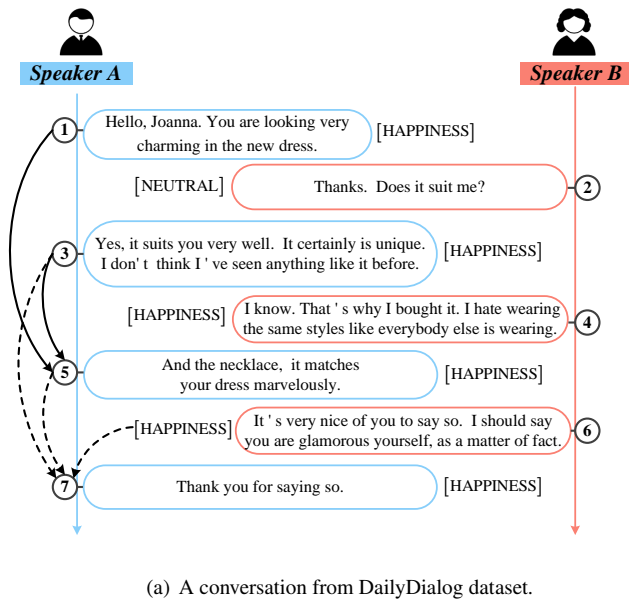 Speaker A
Speaker B
1
Hello, Joanna. You are looking very
charming in the new dress.
[HAPPINESS]
[NEUTRAL]
Thanks. Does it suit me?
2
3
Yes, it suits you very well. It certainly is unique.
I don' t think I ' ve seen anything like it before.
[HAPPINESS]
[HAPPINESS]
I know. That ' s why I bought it. I hate wearing
the same styles like everybody else is wearing.
4
5
And the necklace, it matches
your dress marvelously.
[HAPPINESS]
[HAPPINESS]
It ' s very nice of you to say so. I should say
you are glamorous yourself, as a matter of fact.
6
7
Thank you for saying so.
[HAPPINESS]
(a) A conversation from DailyDialog dataset.